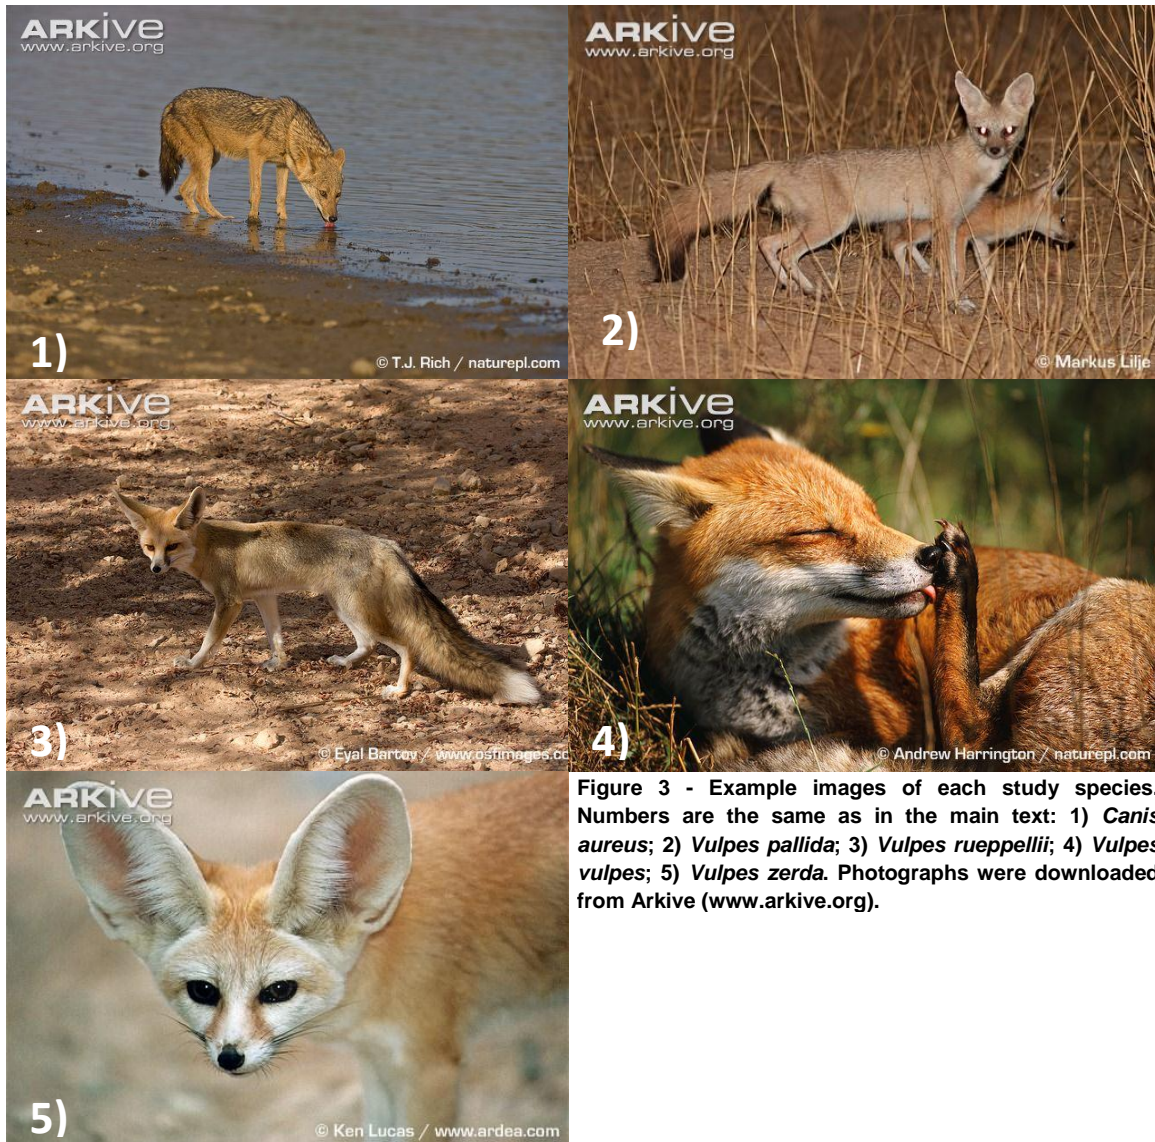 ARKive
www.arkive.org
1)
© T.J. Rich / naturepl.com
ARKive
www.arkive.org
2)
© Markus Lilje
ARKive
www.arkive.org
3)
© Eyal Bartov / www.osfimages.co
ARKive
www.arkive.org
4)
© Andrew Harrington / naturepl.com
ARKive
www.arkive.org
5)
© Ken Lucas / www.ardea.com
Figure 3 - Example images of each study species.
Numbers are the same as in the main text: 1) Canis
aureus; 2) Vulpes pallida; 3) Vulpes rueppellii; 4) Vulpes
vulpes; 5) Vulpes zerda. Photographs were downloaded
from Arkive (www.arkive.org).